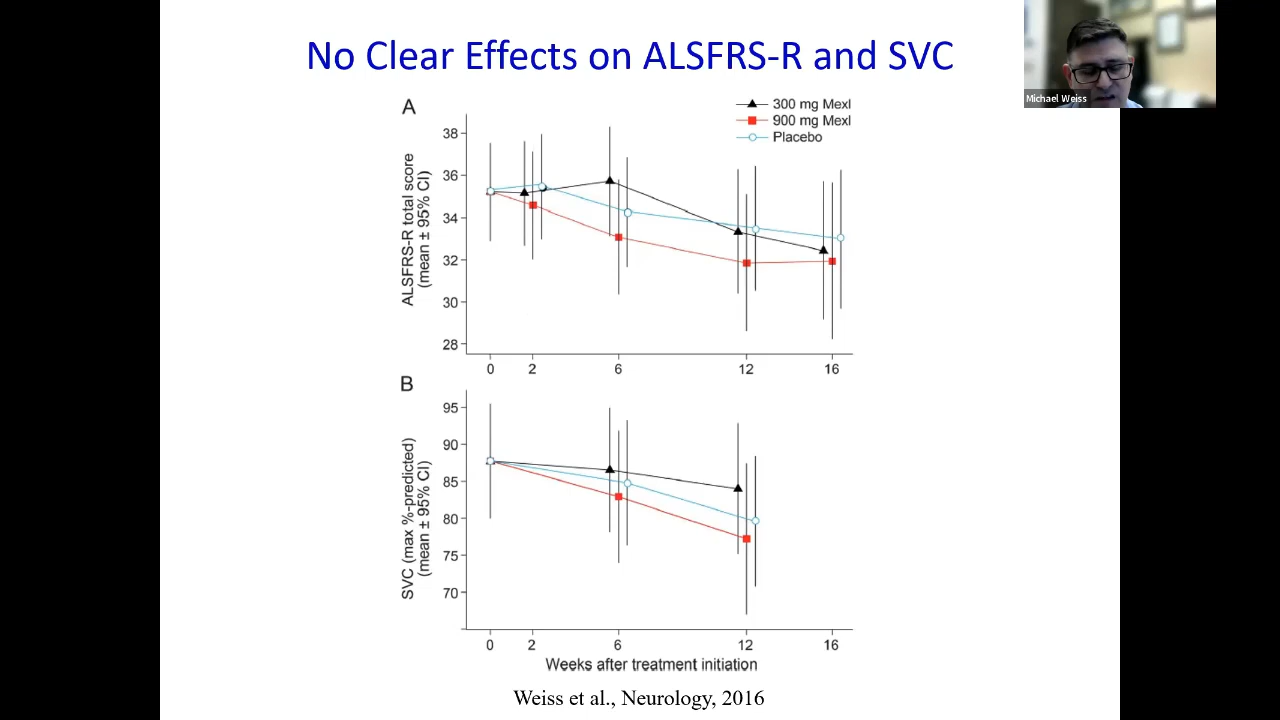 No Clear Effects on ALSFRS-R and SVC
Michael Weiss
A
300 mg Mexl
900 mg Mexl
Placebo
ALSFRS-R total score
(mean ± 95% CI)
38
36
34
32
30
28
0 2 6 12 16
B
SVC (max %-predicted)
(mean ± 95% CI)
95
90
85
80
75
70
0 2 6 12 16
Weeks after treatment initiation
Weiss et al., Neurology, 2016